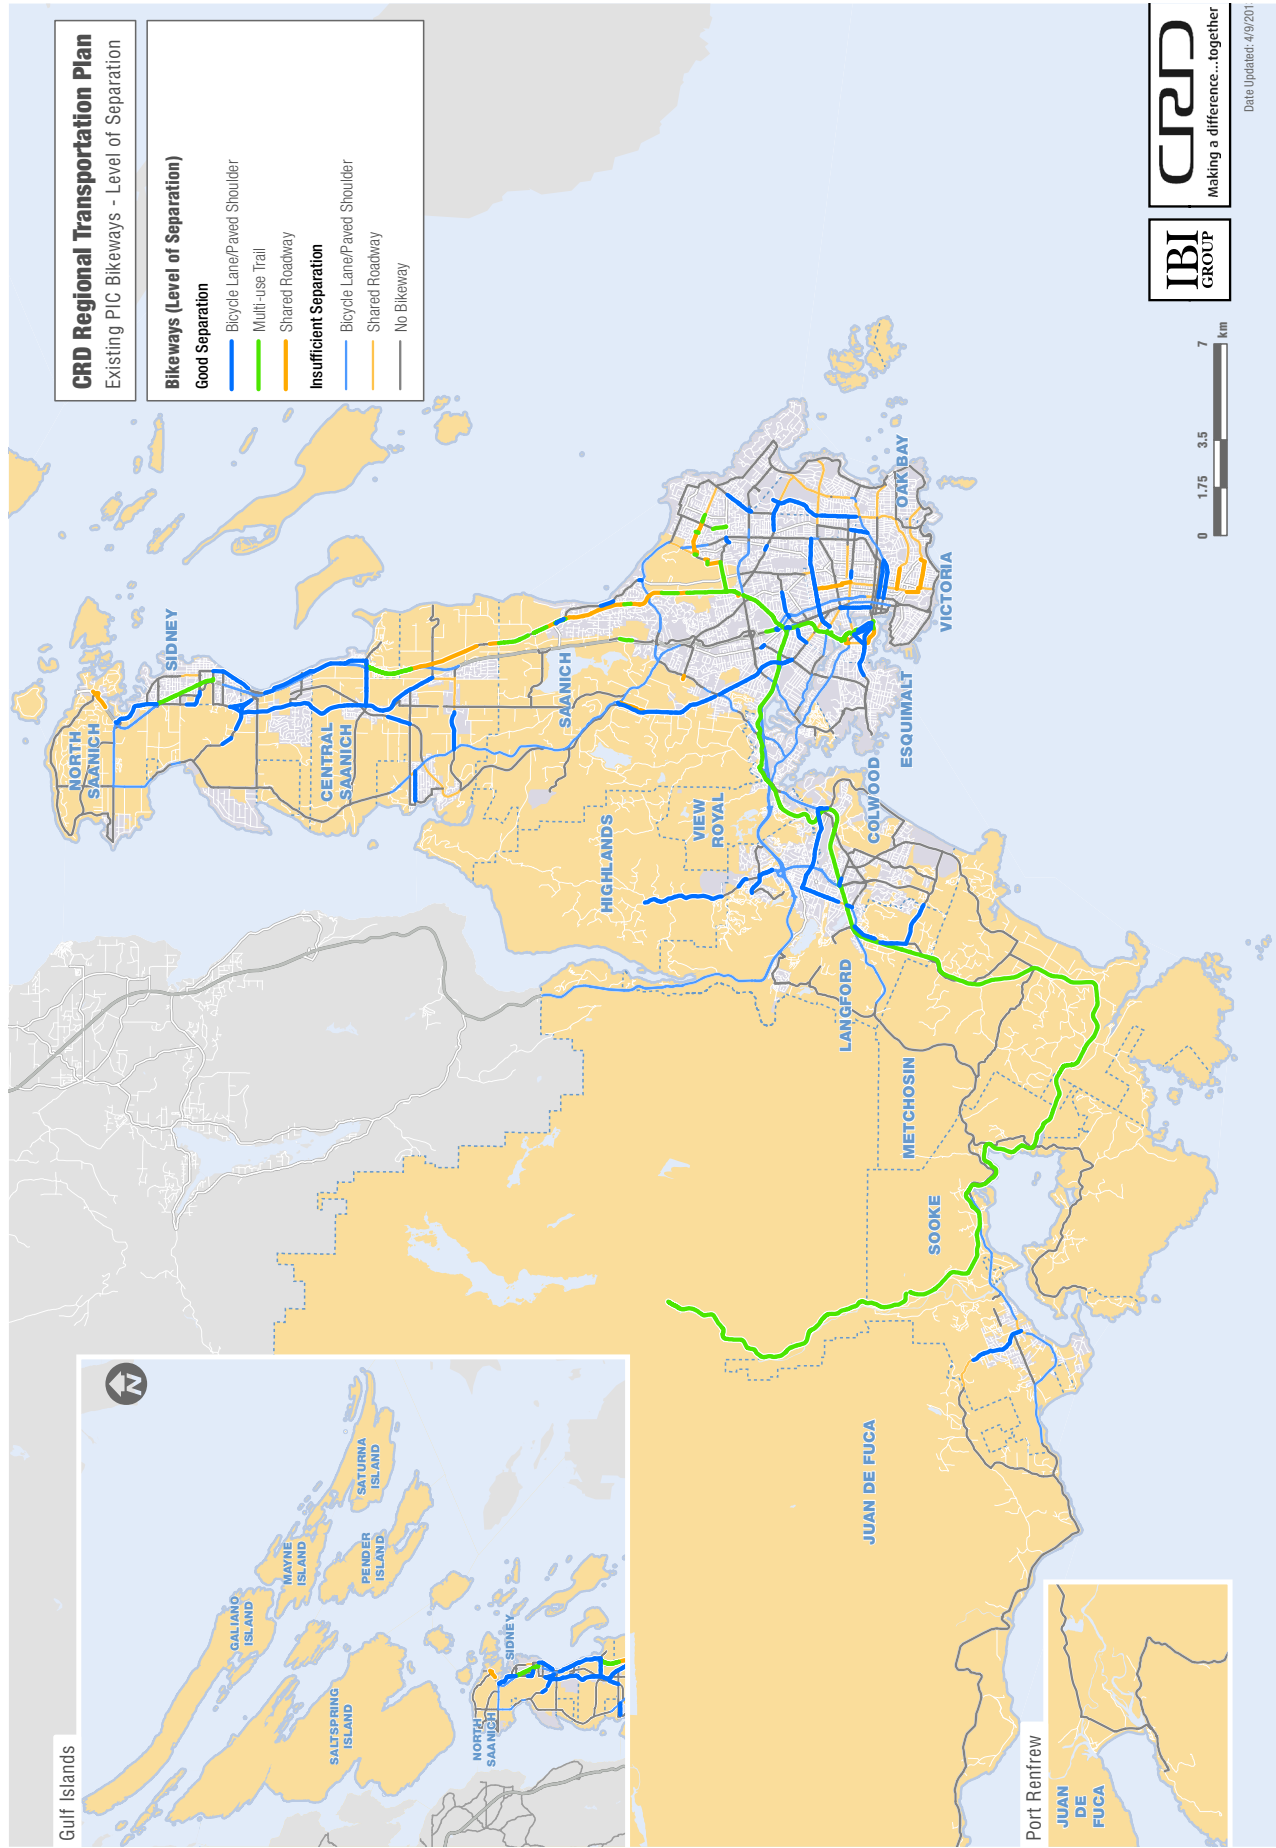 CRD Regional Transportation Plan
Existing PIC Bikeways - Level of Separation
Bikeways (Level of Separation)
Good Separation
Bicycle Lane/Paved Shoulder
Multi-use Trail
Shared Roadway
Insufficient Separation
Bicycle Lane/Paved Shoulder
Shared Roadway
No Bikeway
NORTH
SAANICH
SIDNEY
CENTRAL
SAANICH
SAANICH
HIGHLANDS
VIEW
ROYAL
OAK BAY
VICTORIA
ESQUIMALT
COLWOOD
LANGFORD
METCHOSIN
SOOKE
JUAN DE FUCA
Gulf Islands
N
GALIANO
ISLAND
MAYNE
ISLAND
SATURNA
ISLAND
PENDER
ISLAND
SALTSPRING
ISLAND
SIDNEY
NORTH
SAANICH
Port Renfrew
JUAN
DE
FUCA
0 1.75 3.5 7
km
IBI
GROUP
CRD
Making a difference...together
Date Updated: 4/9/201